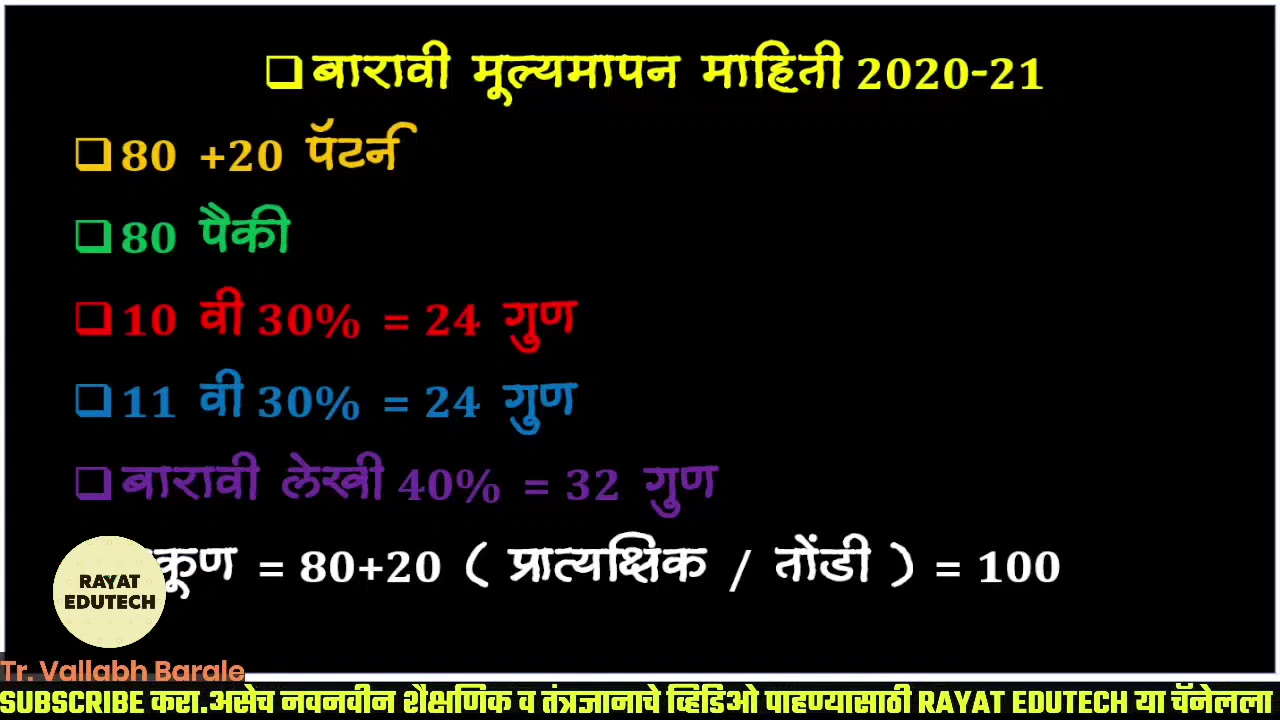 बारावी मूल्यमापन माहिती 2020-21
80 +20 पॅटर्न
80 पैकी
10 वी 30% = 24 गुण
11 वी 30% = 24 गुण
बारावी लेखी 40% = 32 गुण
= 80+20 ( प्रात्यक्षिक / तोंडी ) = 100
RAYAT
EDUTECH
Tr. Vallabh Barale
SUBSCRIBE करा.असेच नवनवीन शैक्षणिक व तंत्रज्ञानाचे व्हिडिओ पाहण्यासाठी RAYAT EDUTECH या चॅनेलला